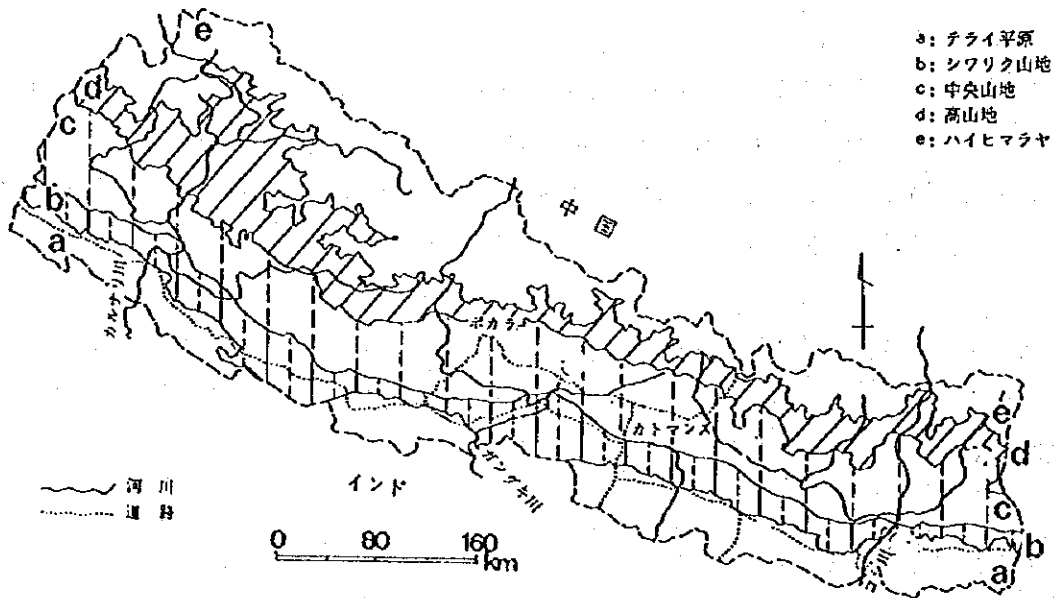 a: テライ平原
b: シワリク山地
c: 中央山地
d: 高山地
e: ハイヒマラヤ
e
d
c
b
a
中国
カルナリ川
ポカラ
カトマンズ
ガンダキ川
インド
河川
道路
0 80 160
km
e
d
c
b
a